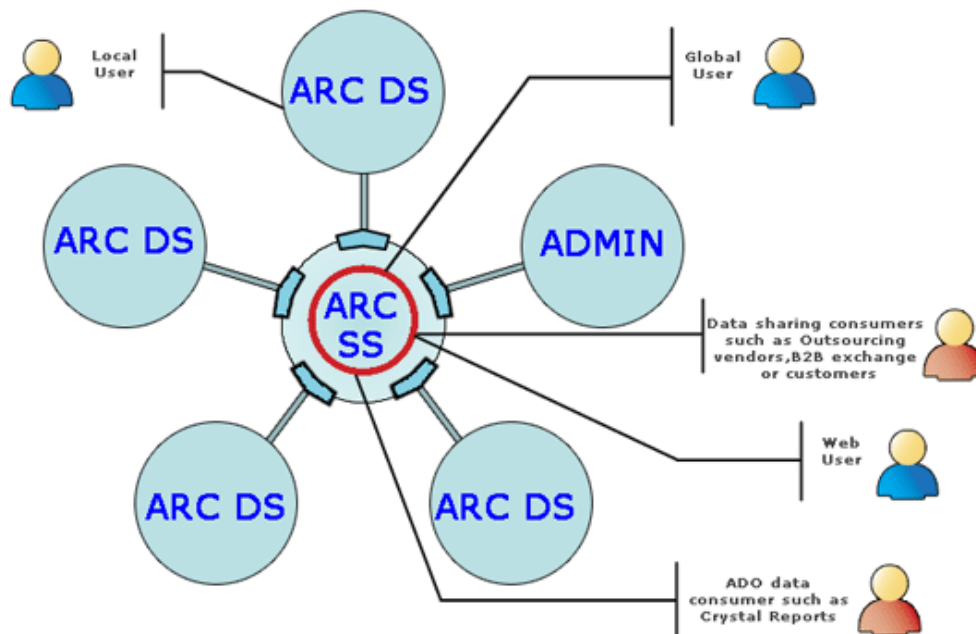 Local
User
ARC DS
Global
User
ARC DS
ADMIN
ARC
SS
Data sharing consumers
such as Outsourcing
vendors,B2B exchange
or customers
Web
User
ARC DS
ARC DS
ADO data
consumer such as
Crystal Reports